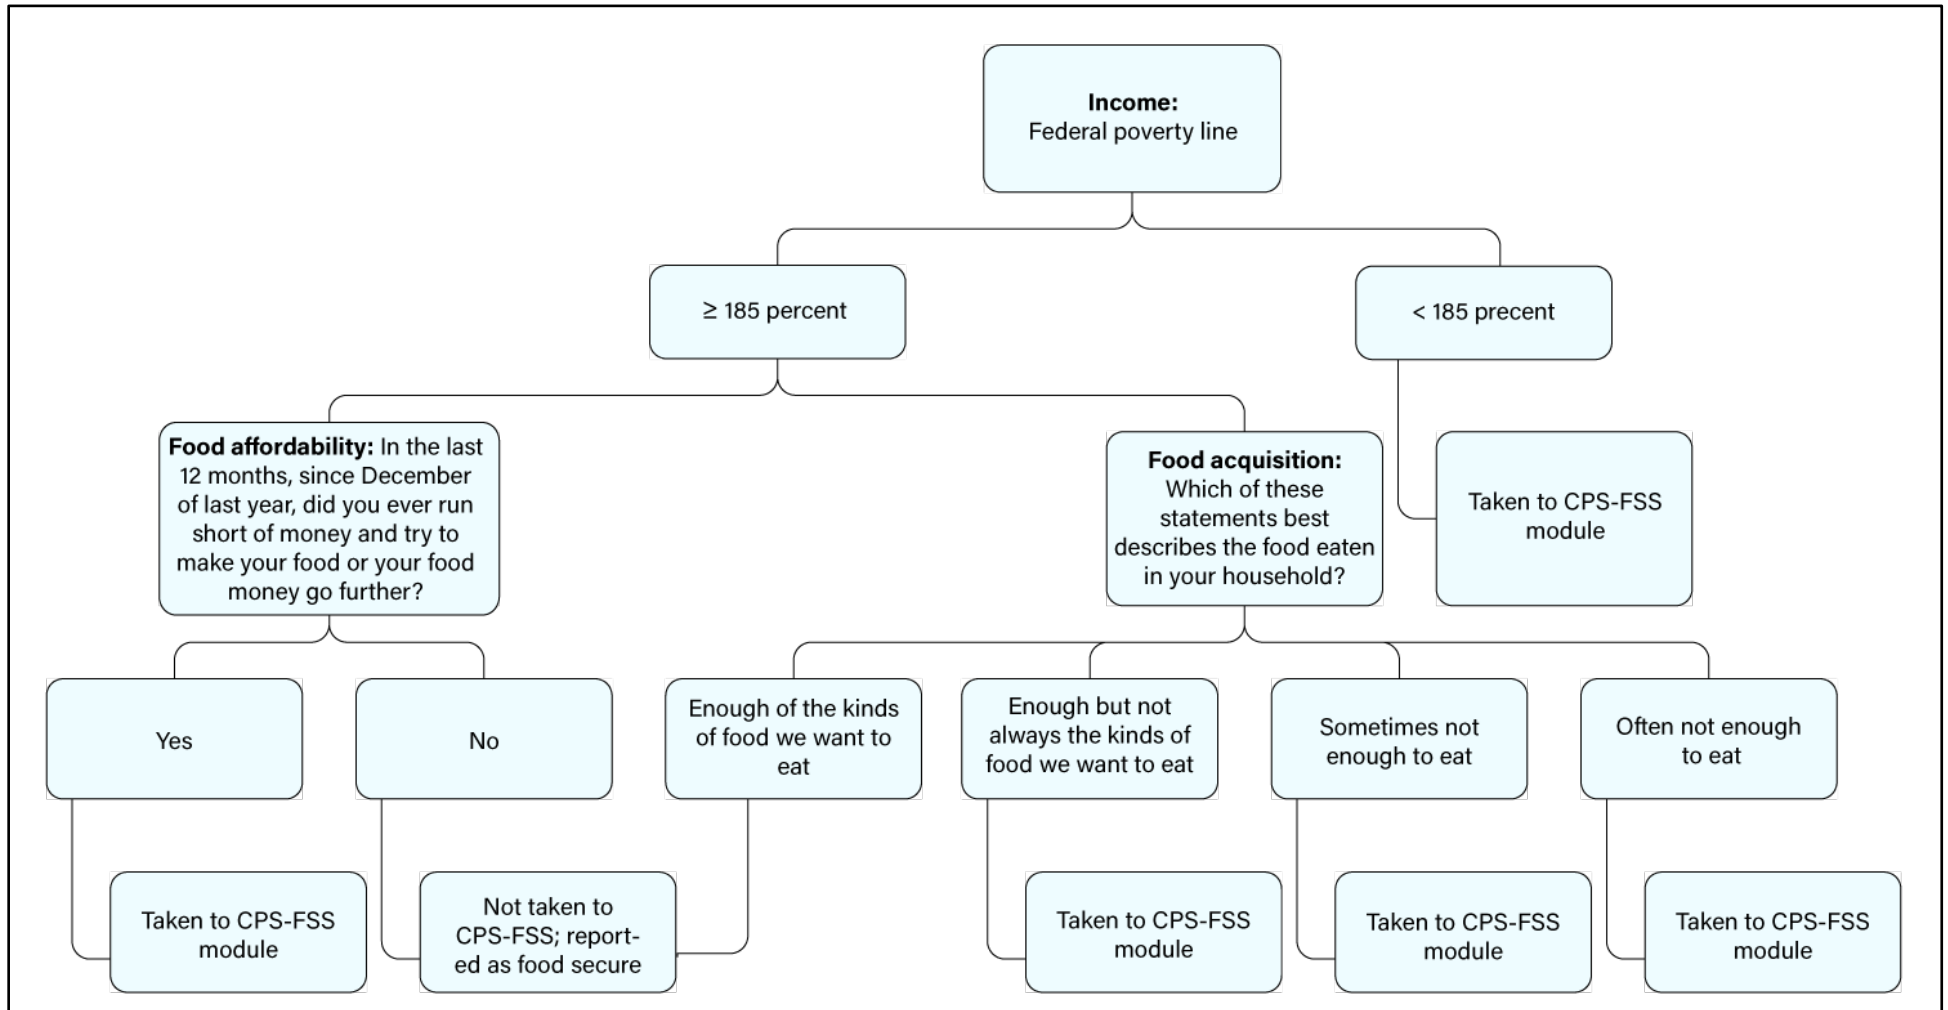 Income:
Federal poverty line
≥ 185 percent
< 185 precent
Food affordability: In the last
12 months, since December
of last year, did you ever run
short of money and try to
make your food or your food
money go further?
Food acquisition:
Which of these
statements best
describes the food eaten
in your household?
Taken to CPS-FSS
module
Yes
No
Enough of the kinds
of food we want to
eat
Enough but not
always the kinds of
food we want to eat
Sometimes not
enough to eat
Often not enough
to eat
Taken to CPS-FSS
module
Not taken to
CPS-FSS; report-
ed as food secure
Taken to CPS-FSS
module
Taken to CPS-FSS
module
Taken to CPS-FSS
module